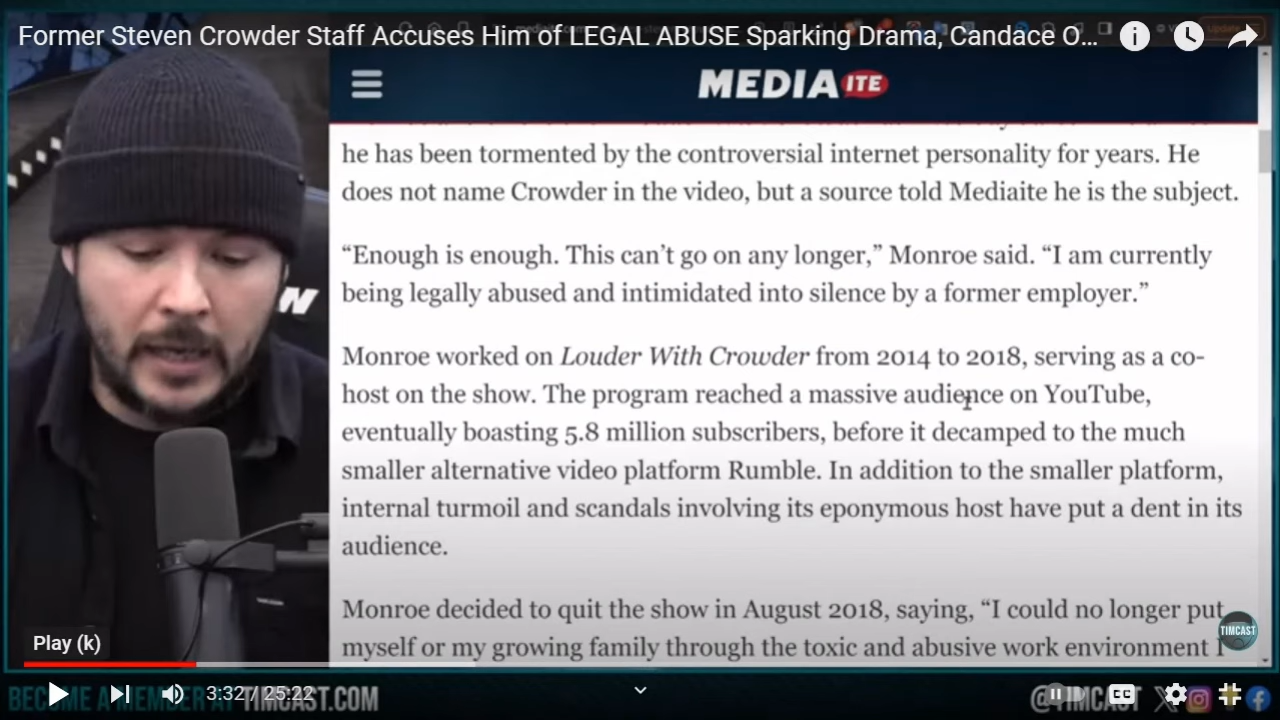 Former Steven Crowder Staff Accuses Him of LEGAL ABUSE Sparking Drama, Candace O...
MEDIAITE
he has been tormented by the controversial internet personality for years. He
does not name Crowder in the video, but a source told Mediaite he is the subject.
“Enough is enough. This can’t go on any longer,” Monroe said. “I am currently
being legally abused and intimidated into silence by a former employer.”
Monroe worked on Louder With Crowder from 2014 to 2018, serving as a co-
host on the show. The program reached a massive audience on YouTube,
eventually boasting 5.8 million subscribers, before it decamped to the much
smaller alternative video platform Rumble. In addition to the smaller platform,
internal turmoil and scandals involving its eponymous host have put a dent in its
audience.
Monroe decided to quit the show in August 2018, saying, “I could no longer put
myself or my growing family through the toxic and abusive work environment I
TIMCAST
Play (k)
3:32 / 25:22
CC
BECOME A MEMBER AT TIMCAST.COM
@TIMCAST